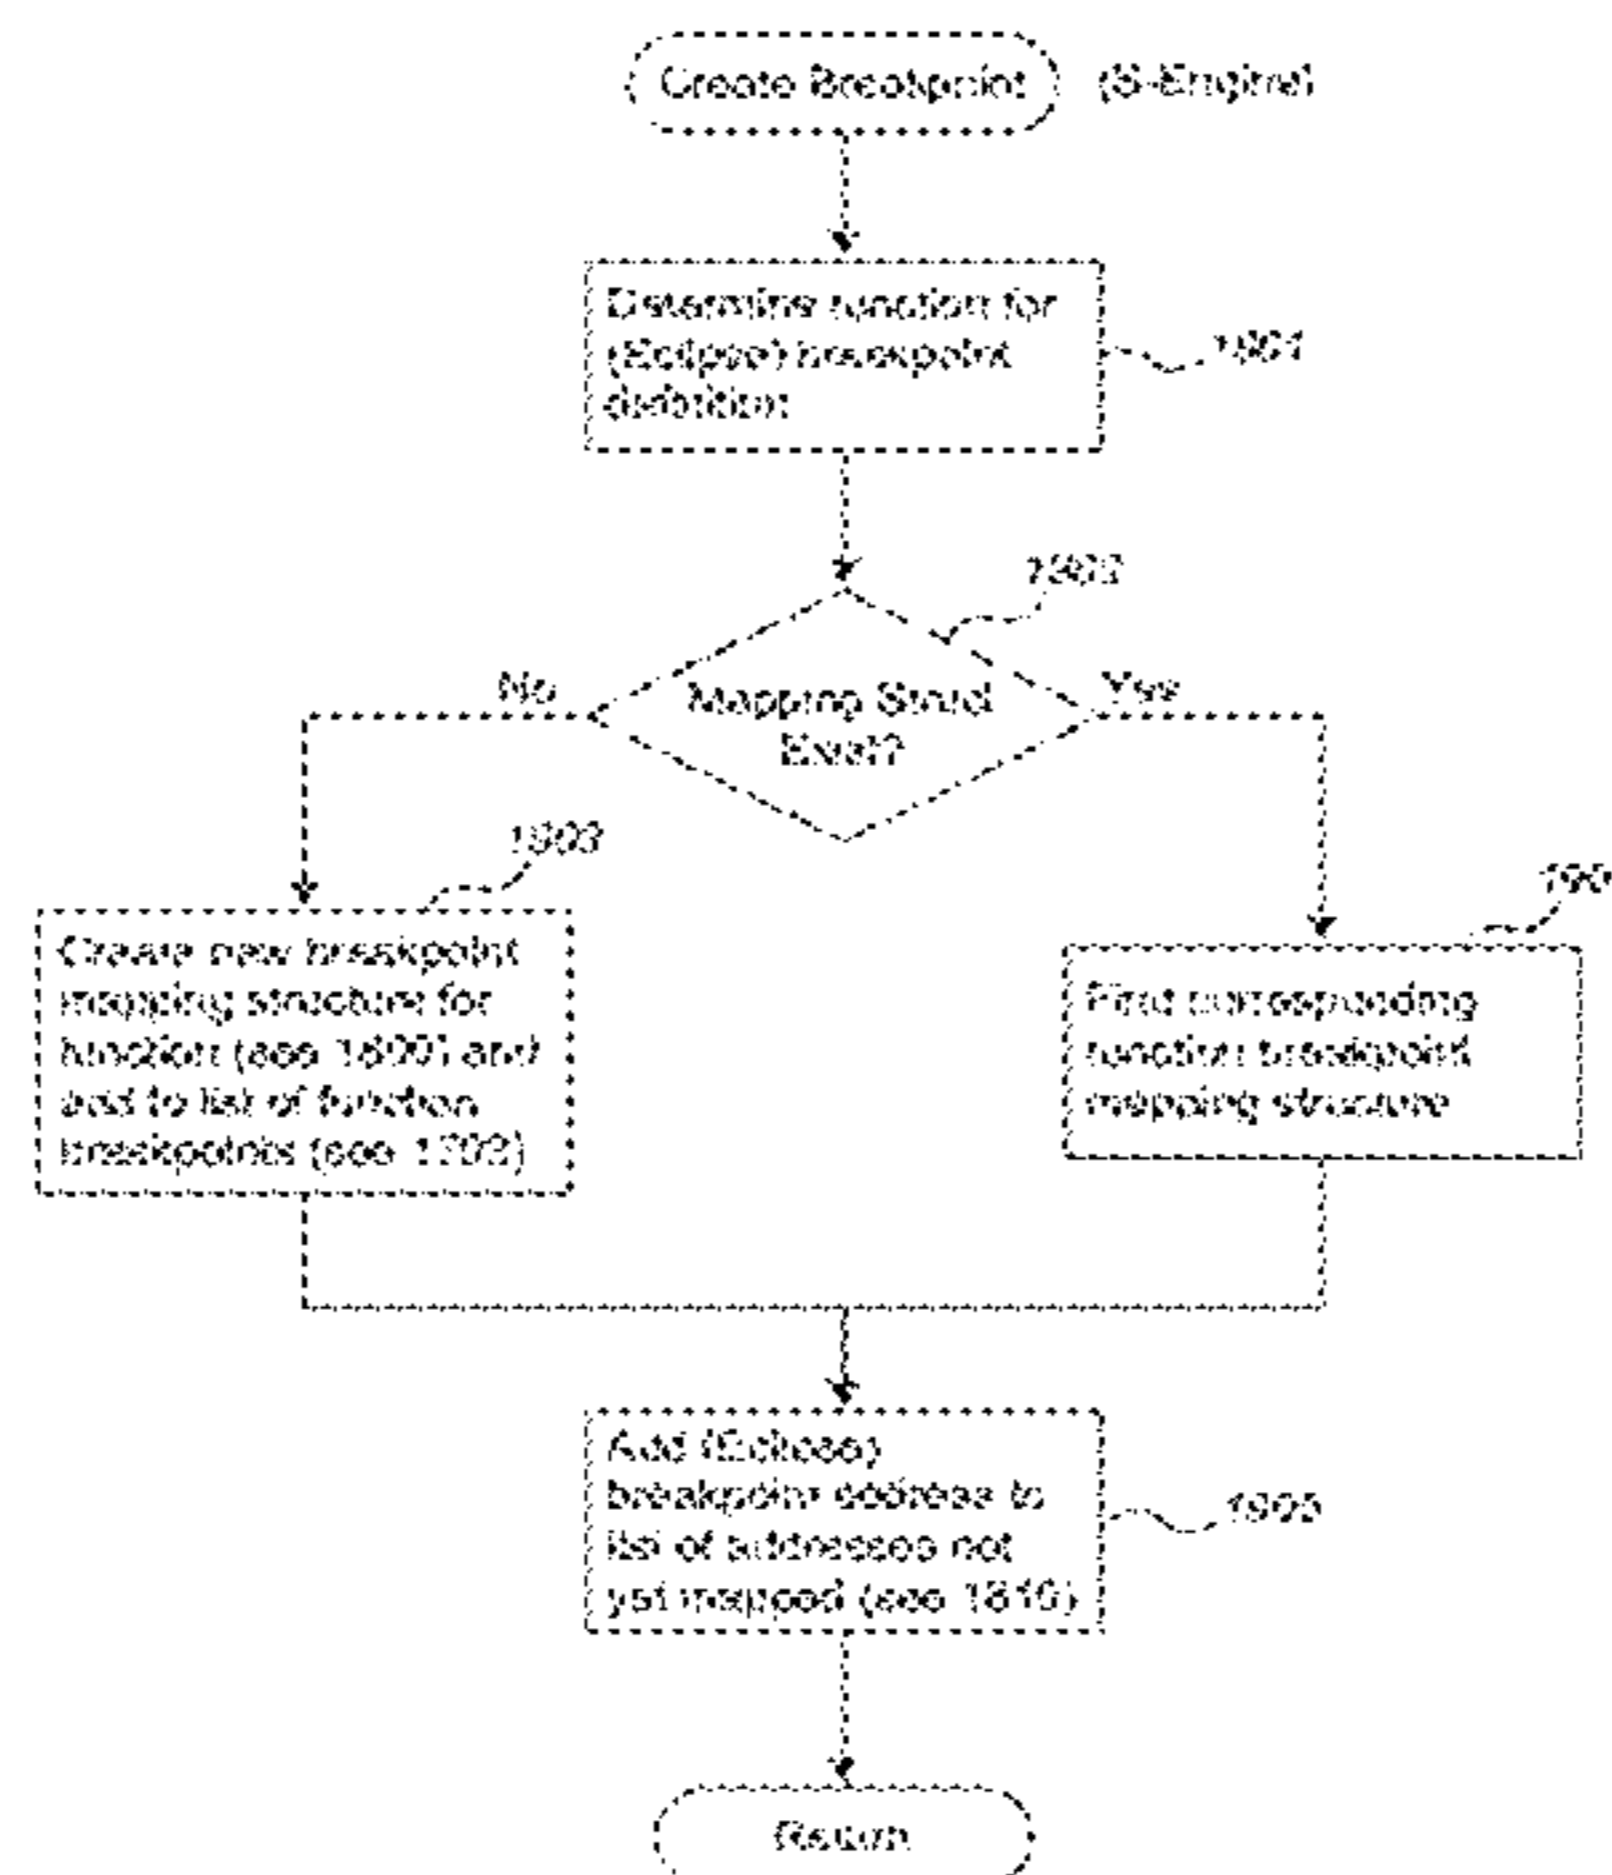 Create Breakpoint
Determine function for
(Eclipse) breakpoint
definition
1901
1902
No
Yes
Mapping Struct
Exist?
1903
190
Create new breakpoint
mapping structure for
function (see 1800) and
add to list of function
breakpoints (see 1702)
Find corresponding
function breakpoint
mapping structure
Add (Eclipse)
breakpoint address to
list of addresses not
yet mapped (see 1810)
1905
Return